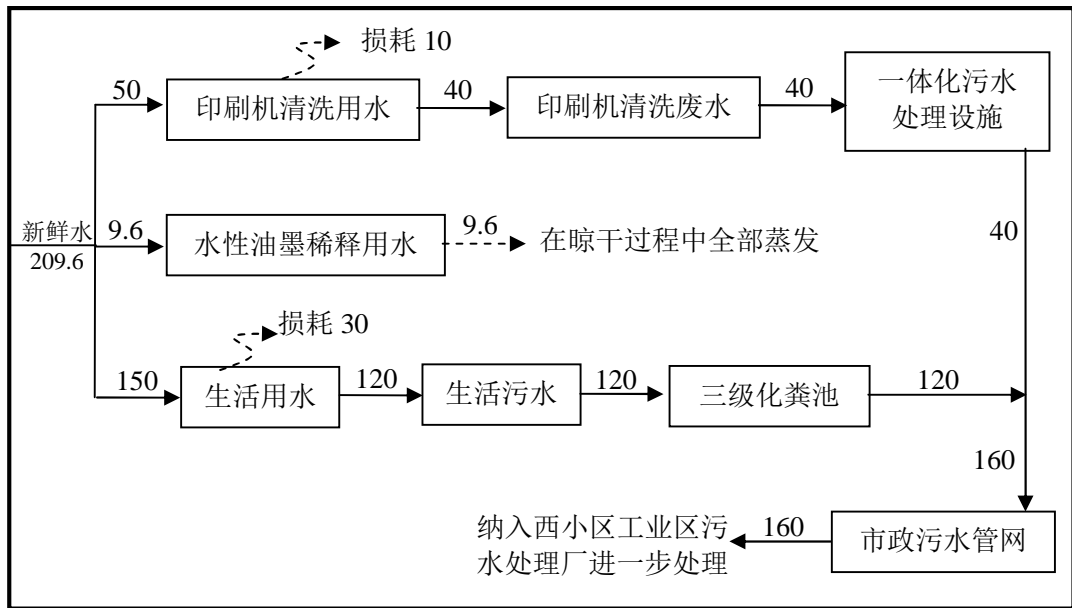 损耗 10
50
印刷机清洗用水
40
印刷机清洗废水
40
一体化污水
处理设施
新鲜水
209.6
9.6
水性油墨稀释用水
9.6
在晾干过程中全部蒸发
40
损耗 30
150
生活用水
120
生活污水
120
三级化粪池
120
160
纳入西小区工业区污
水处理厂进一步处理
160
市政污水管网